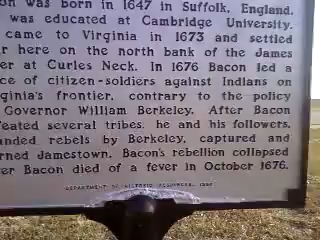 on was born in 1647 in Suffolk, England.
was educated at Cambridge University.
came to Virginia in 1673 and settled
r here on the north bank of the James
er at Curles Neck. In 1676 Bacon led a
ce of citizen-soldiers against Indians on
ginia's frontier, contrary to the policy
Governor William Berkeley. After Bacon
eated several tribes, he and his followers,
anded rebels by Berkeley, captured and
rned Jamestown. Bacon's rebellion collapsed
er Bacon died of a fever in October 1676.
DEPARTMENT OF HISTORIC RESOURCES,